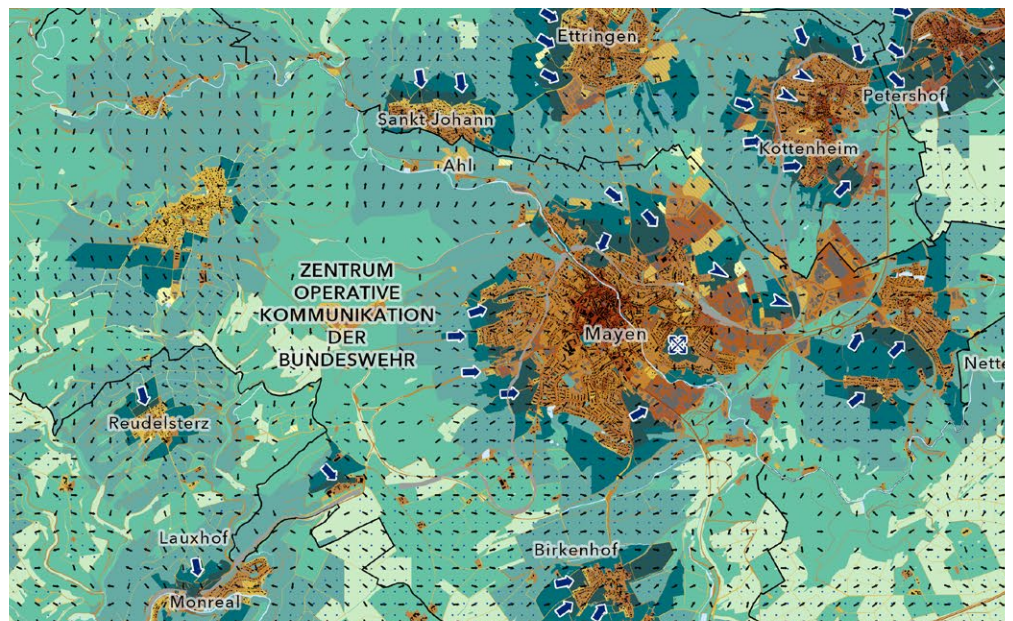 Ettringen
Petershof
Sankt Johann
Kottenheim
Ahl
ZENTRUM
OPERATIVE
KOMMUNIKATION
DER
BUNDESWEHR
Mayen
Nette
Reudelsterz
Lauxhof
Birkenhof
Monreal